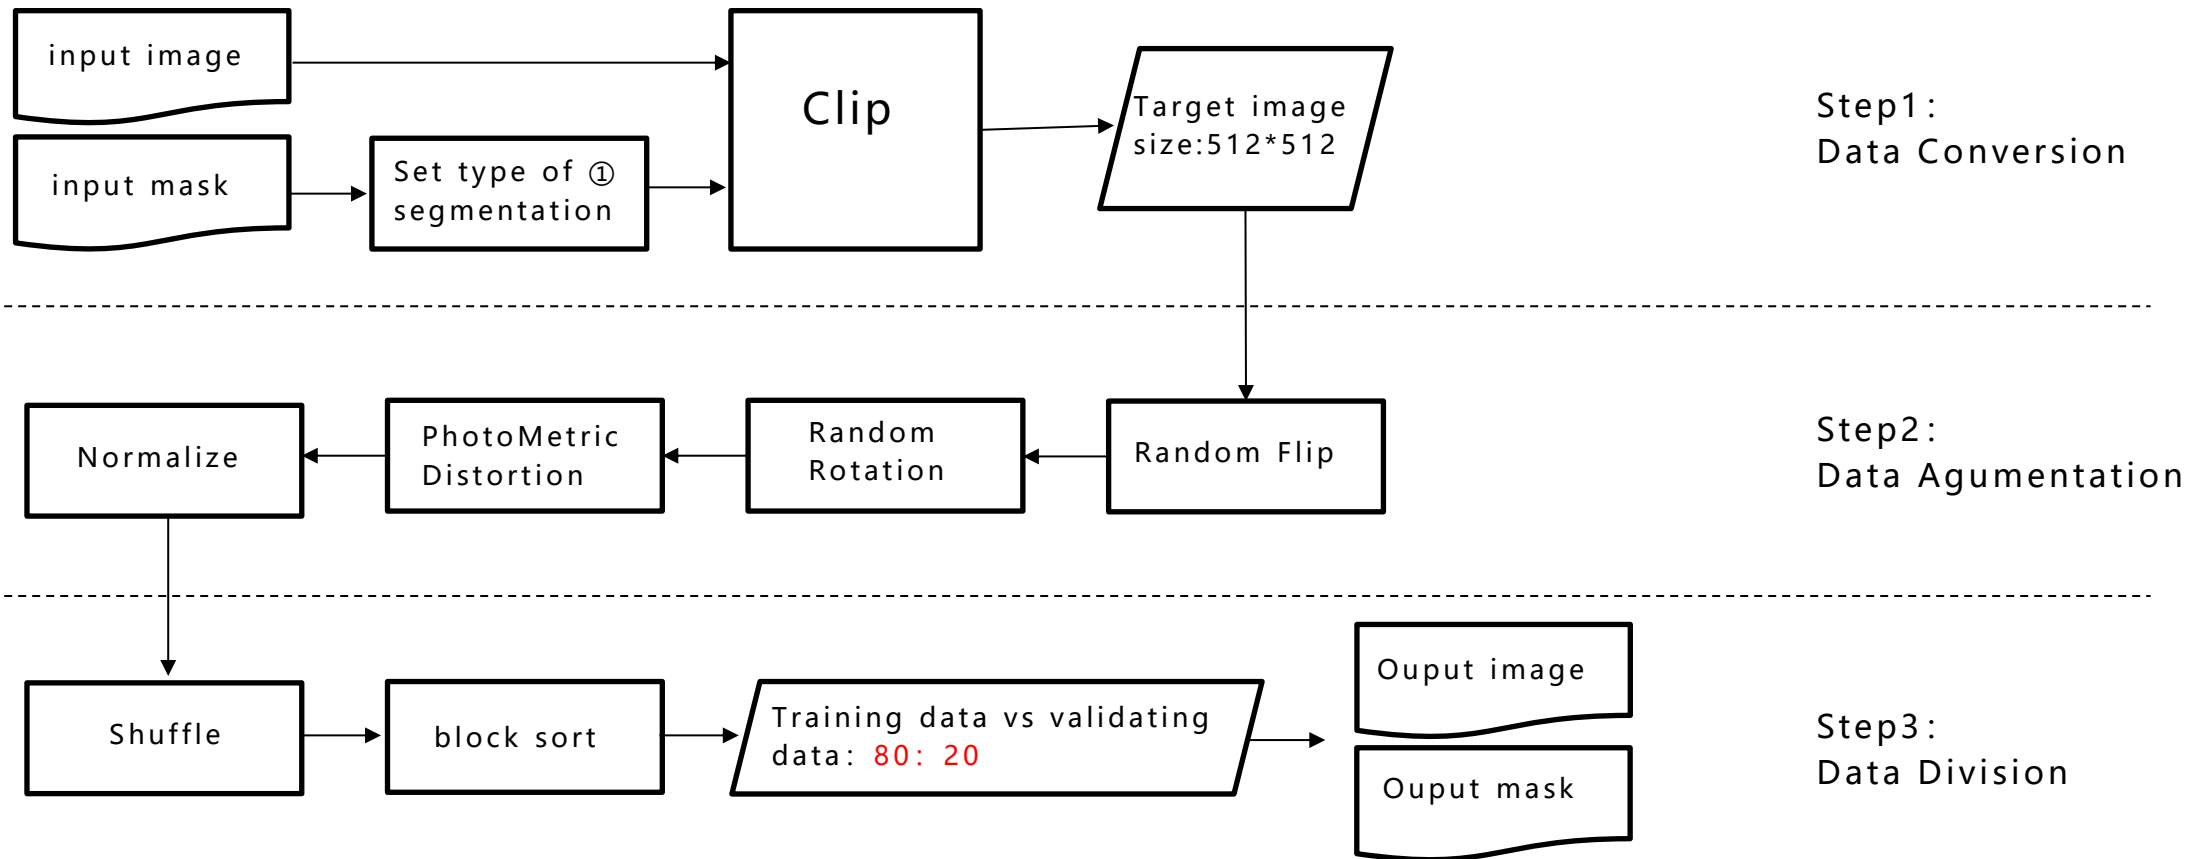 input image
input mask
Set type of ①
segmentation
Clip
Target image
size:512*512
Step1:
Data Conversion
Normalize
PhotoMetric
Distortion
Random
Rotation
Random Flip
Step2:
Data Agumentation
Shuffle
block sort
Training data vs validating
data: 80: 20
Ouput image
Ouput mask
Step3:
Data Division